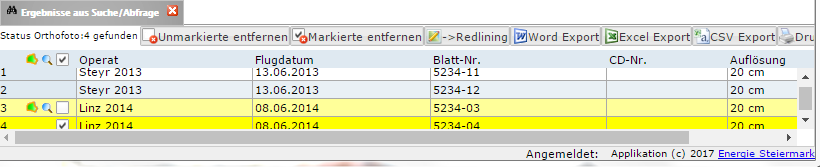 Ergebnisse aus Suche/Abfrage
Status Orthofoto:4 gefunden Unmarkierte entfernen Markierte entfernen ->Redlining Word Export Excel Export CSV Export Dru
Operat Flugdatum Blatt-Nr. CD-Nr. Auflösung
1 Steyr 2013 13.06.2013 5234-11 20 cm
2 Steyr 2013 13.06.2013 5234-12 20 cm
3 Linz 2014 08.06.2014 5234-03 20 cm
4 Linz 2014 08.06.2014 5234-04 20 cm
Angemeldet: Applikation (c) 2017 Energie Steiermark